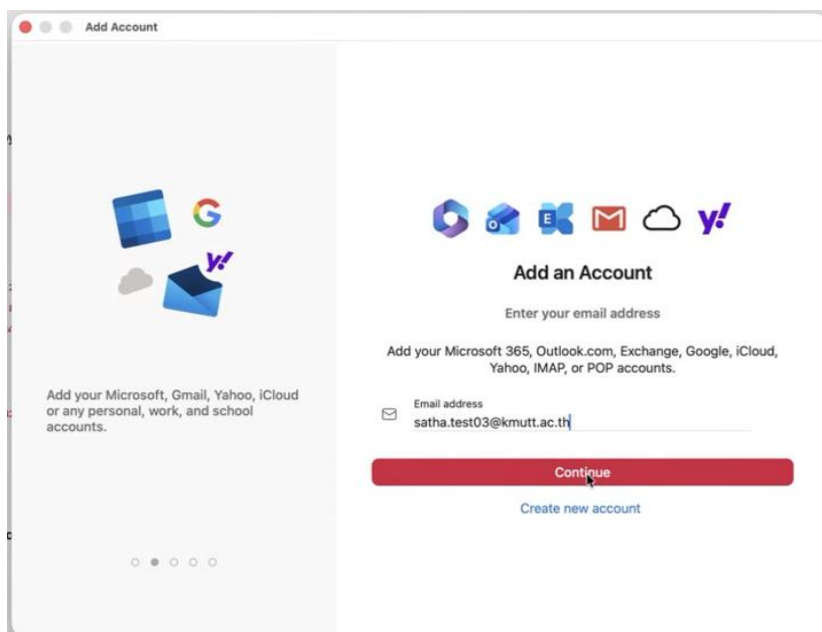 Add Account
Add your Microsoft, Gmail, Yahoo, iCloud
or any personal, work, and school
accounts.
Add an Account
Enter your email address
Add your Microsoft 365, Outlook.com, Exchange, Google, iCloud,
Yahoo, IMAP, or POP accounts.
Email address
satha.test03@kmutt.ac.th
Continue
Create new account